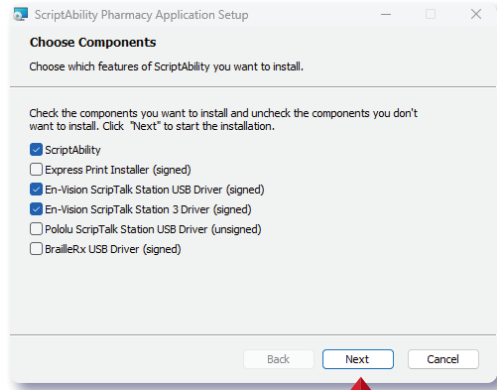 ScriptAbility Pharmacy Application Setup
Choose Components
Choose which features of ScriptAbility you want to install.
Check the components you want to install and uncheck the components you don't
want to install. Click "Next" to start the installation.
ScriptAbility
Express Print Installer (signed)
En-Vision ScripTalk Station USB Driver (signed)
En-Vision ScripTalk Station 3 Driver (signed)
Pololu ScripTalk Station USB Driver (unsigned)
BrailleRx USB Driver (signed)
Back Next Cancel